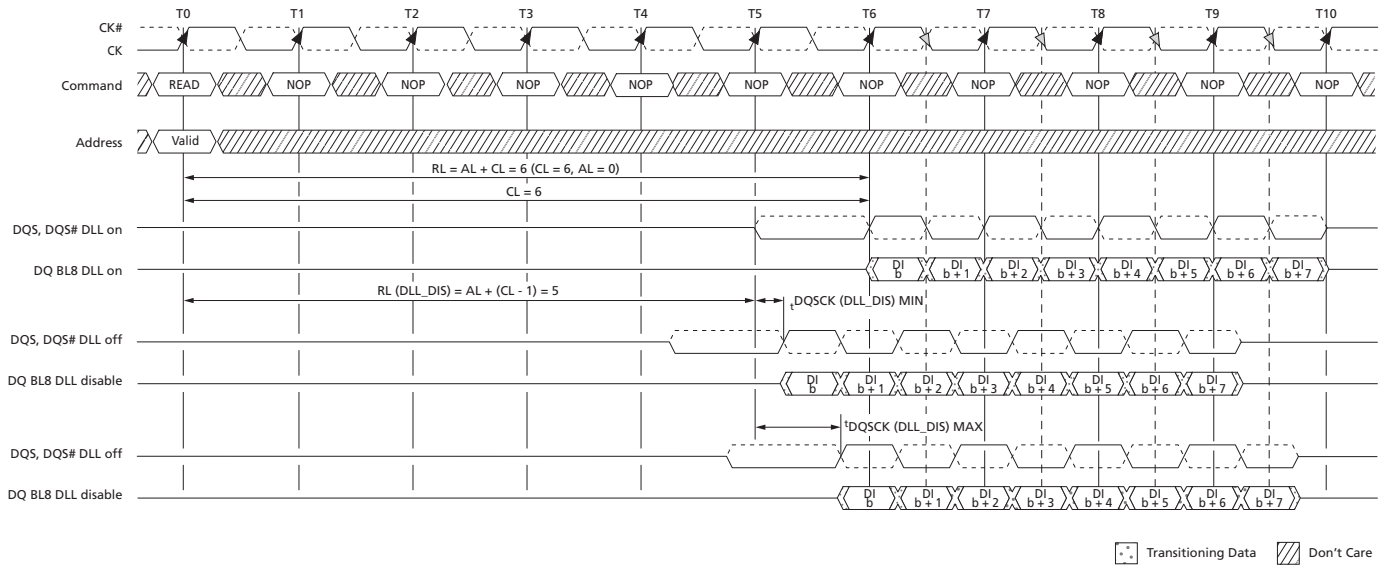 T0 T1 T2 T3 T4 T5 T6 T7 T8 T9 T10
CK#
CK
Command READ NOP NOP NOP NOP NOP NOP NOP NOP NOP NOP
Address Valid
RL = AL + CL = 6 (CL = 6, AL = 0)
CL = 6
DQS, DQS# DLL on
DQ BL8 DLL on DI b DI b + 1 DI b + 2 DI b + 3 DI b + 4 DI b + 5 DI b + 6 DI b + 7
RL (DLL_DIS) = AL + (CL - 1) = 5
tDQSCK (DLL_DIS) MIN
DQS, DQS# DLL off
DQ BL8 DLL disable DI b DI b + 1 DI b + 2 DI b + 3 DI b + 4 DI b + 5 DI b + 6 DI b + 7
tDQSCK (DLL_DIS) MAX
DQS, DQS# DLL off
DQ BL8 DLL disable DI b DI b + 1 DI b + 2 DI b + 3 DI b + 4 DI b + 5 DI b + 6 DI b + 7
Transitioning Data Don't Care